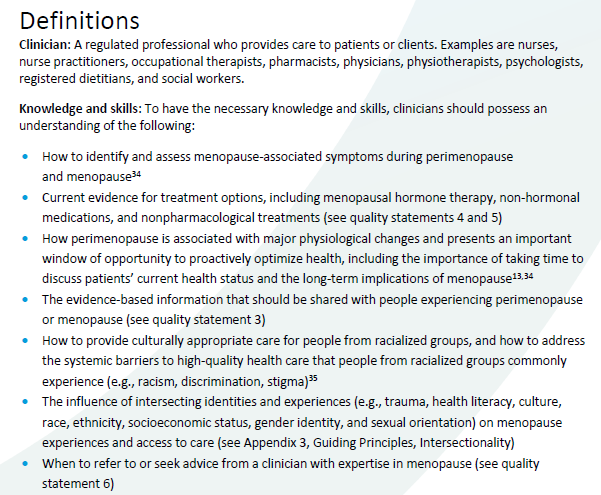 Definitions
Clinician: A regulated professional who provides care to patients or clients. Examples are nurses,
nurse practitioners, occupational therapists, pharmacists, physicians, physiotherapists, psychologists,
registered dietitians, and social workers.
Knowledge and skills: To have the necessary knowledge and skills, clinicians should possess an
understanding of the following:
• How to identify and assess menopause-associated symptoms during perimenopause
and menopause³⁴
• Current evidence for treatment options, including menopausal hormone therapy, non-hormonal
medications, and nonpharmacological treatments (see quality statements 4 and 5)
• How perimenopause is associated with major physiological changes and presents an important
window of opportunity to proactively optimize health, including the importance of taking time to
discuss patients’ current health status and the long-term implications of menopause¹³,³⁴
• The evidence-based information that should be shared with people experiencing perimenopause
or menopause (see quality statement 3)
• How to provide culturally appropriate care for people from racialized groups, and how to address
the systemic barriers to high-quality health care that people from racialized groups commonly
experience (e.g., racism, discrimination, stigma)³⁵
• The influence of intersecting identities and experiences (e.g., trauma, health literacy, culture,
race, ethnicity, socioeconomic status, gender identity, and sexual orientation) on menopause
experiences and access to care (see Appendix 3, Guiding Principles, Intersectionality)
• When to refer to or seek advice from a clinician with expertise in menopause (see quality
statement 6)